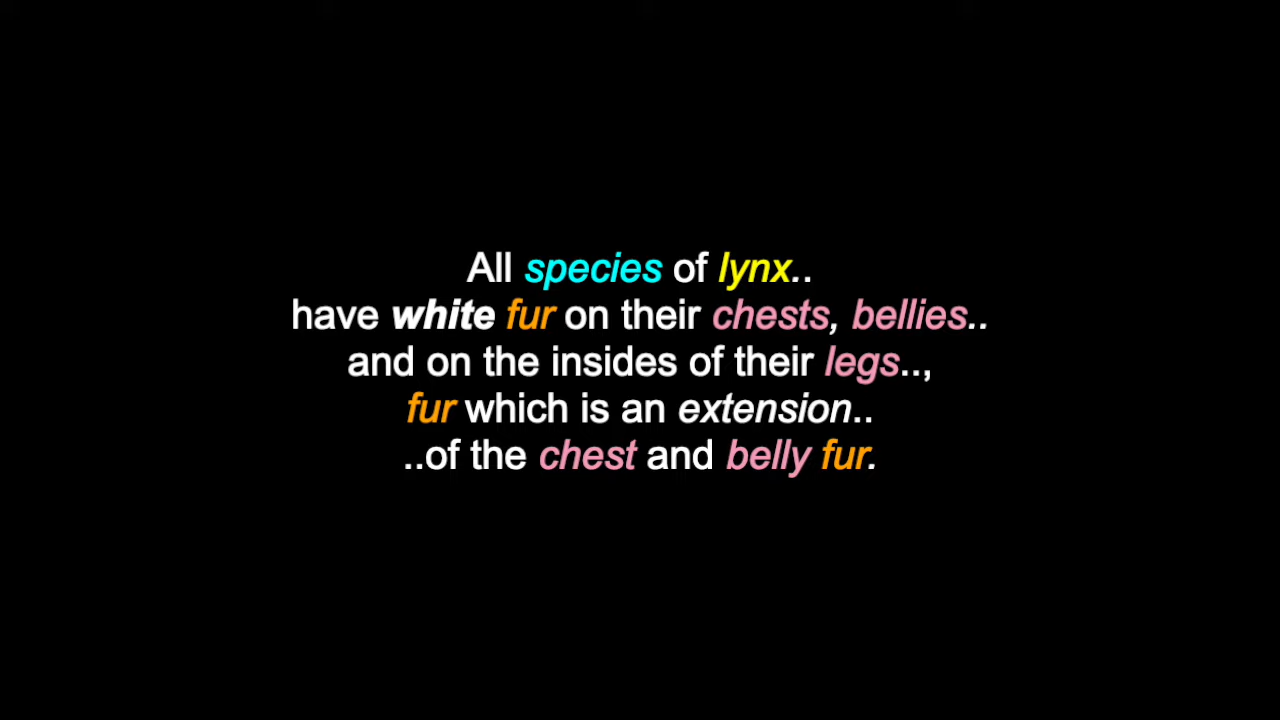 All species of lynx..
have white fur on their chests, bellies..
and on the insides of their legs..,
fur which is an extension..
..of the chest and belly fur.